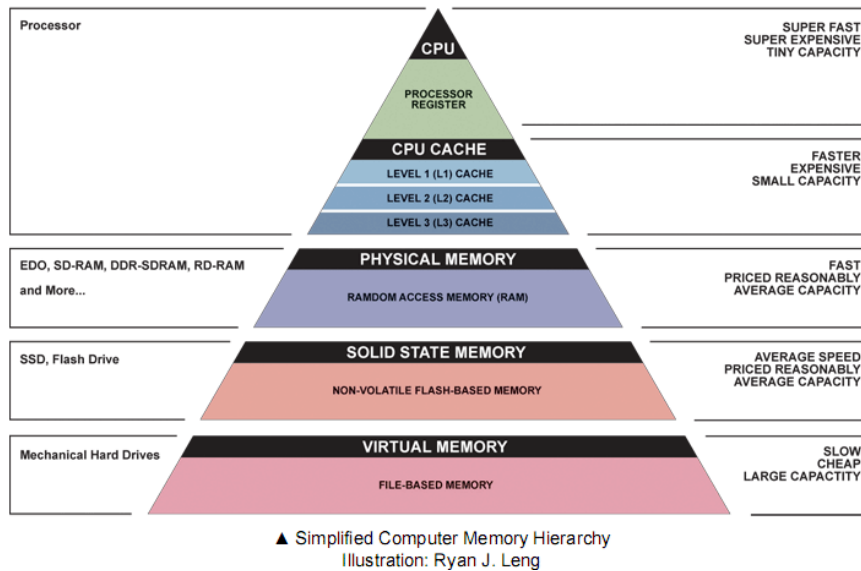 Processor
CPU
SUPER FAST
SUPER EXPENSIVE
TINY CAPACITY
PROCESSOR
REGISTER
CPU CACHE
LEVEL 1 (L1) CACHE
LEVEL 2 (L2) CACHE
LEVEL 3 (L3) CACHE
FASTER
EXPENSIVE
SMALL CAPACITY
EDO, SD-RAM, DDR-SDRAM, RD-RAM
and More...
PHYSICAL MEMORY
RAMDOM ACCESS MEMORY (RAM)
FAST
PRICED REASONABLY
AVERAGE CAPACITY
SSD, Flash Drive
SOLID STATE MEMORY
NON-VOLATILE FLASH-BASED MEMORY
AVERAGE SPEED
PRICED REASONABLY
AVERAGE CAPACITY
Mechanical Hard Drives
VIRTUAL MEMORY
FILE-BASED MEMORY
SLOW
CHEAP
LARGE CAPACTITY
▲ Simplified Computer Memory Hierarchy
Illustration: Ryan J. Leng